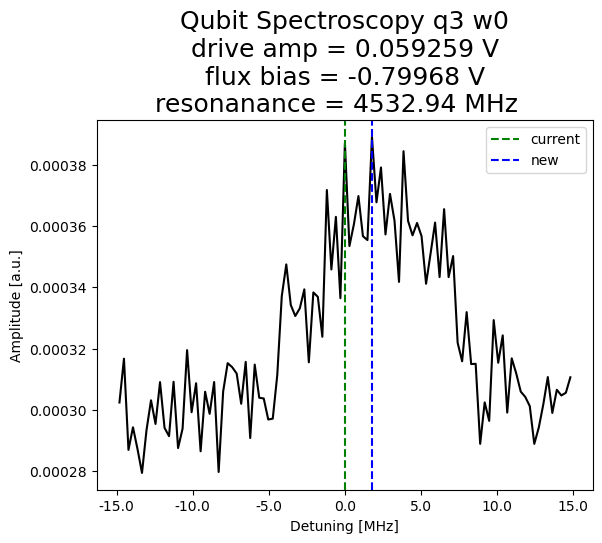 Qubit Spectroscopy q3 w0
drive amp = 0.059259 V
flux bias = -0.79968 V
resonanance = 4532.94 MHz
current
new
Amplitude [a.u.]
0.00038
0.00036
0.00034
0.00032
0.00030
0.00028
-15.0 -10.0 -5.0 0.0 5.0 10.0 15.0
Detuning [MHz]